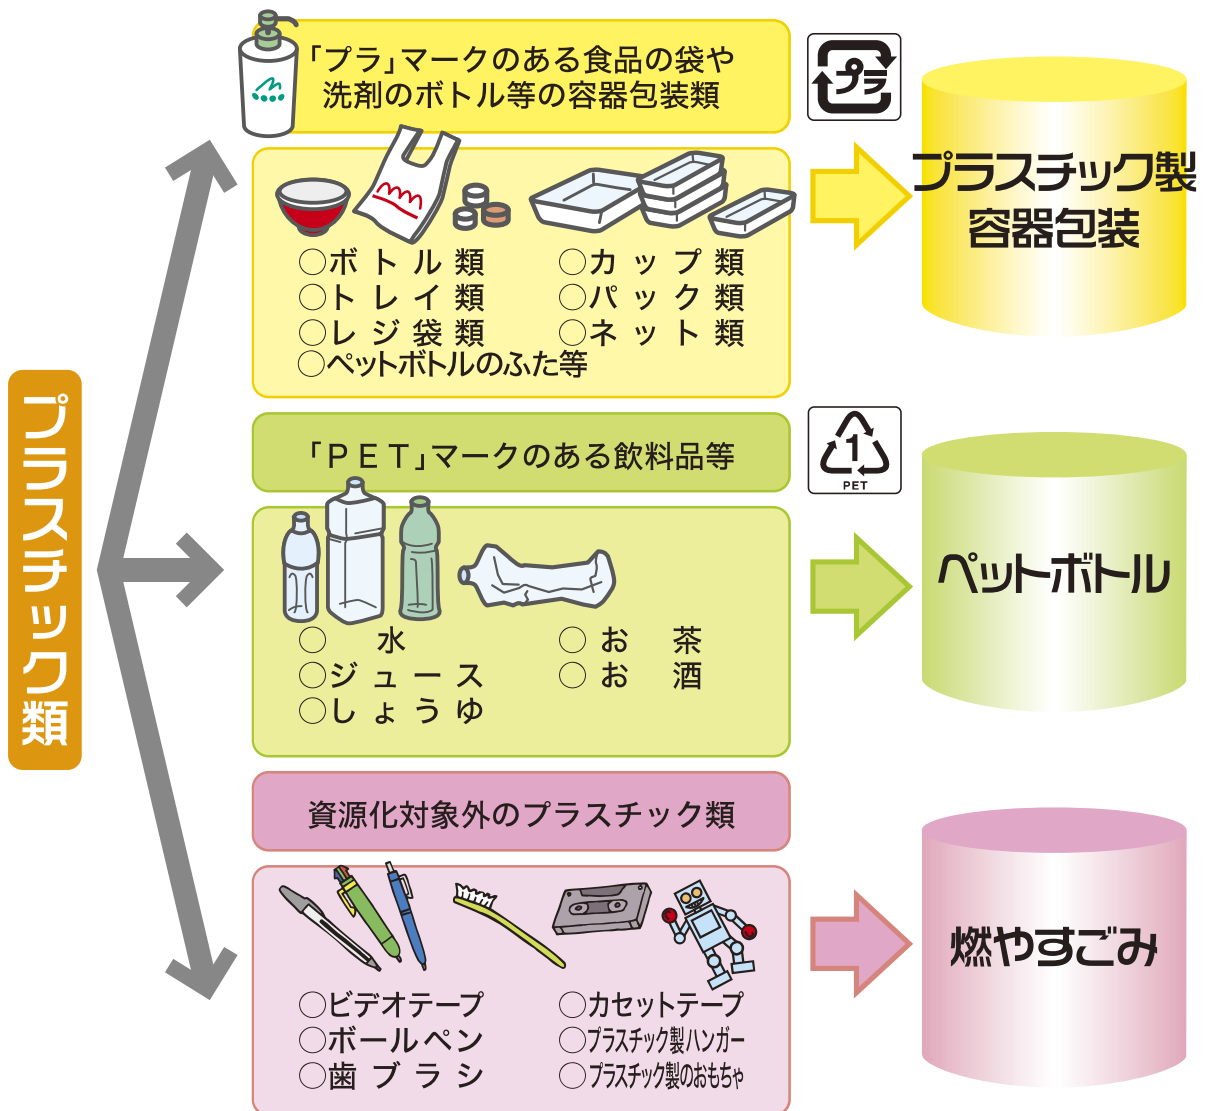 プラスチック類
「プラ」マークのある食品の袋や
洗剤のボトル等の容器包装類
プラ
○ボトル類
○カップ類
○トレイ類
○パック類
○レジ袋類
○ネット類
○ペットボトルのふた等
プラスチック製
容器包装
「PET」マークのある飲料品等
1
PET
○水
○お茶
○ジュース
○お酒
○しょうゆ
ペットボトル
資源化対象外のプラスチック類
○ビデオテープ
○カセットテープ
○ボールペン
○プラスチック製ハンガー
○歯ブラシ
○プラスチック製のおもちゃ
燃やすごみ